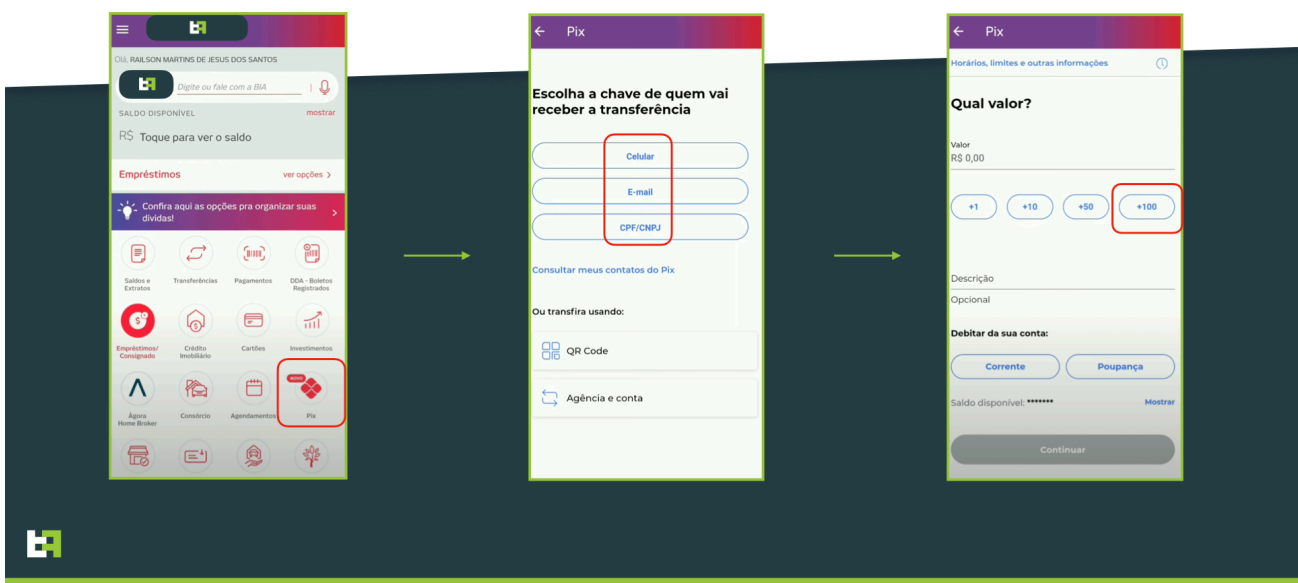 Olá, RAILSON MARTINS DE JESUS DOS SANTOS
Digite ou fale com a BIA
SALDO DISPONÍVEL
mostrar
R$ Toque para ver o saldo
Empréstimos
ver opções >
Confira aqui as opções pra organizar suas
dívidas!
Saldos e
Extratos
Transferências
Pagamentos
DDA - Boletos
Registrados
Empréstimos/
Consignado
Crédito
Imobiliário
Cartões
Investimentos
Ágora
Home Broker
Consórcio
Agendamentos
NOVO
Pix
Pix
Escolha a chave de quem vai
receber a transferência
Celular
E-mail
CPF/CNPJ
Consultar meus contatos do Pix
Ou transfira usando:
QR Code
Agência e conta
Pix
Horários, limites e outras informações
Qual valor?
Valor
R$ 0,00
+1
+10
+50
+100
Descrição
Opcional
Debitar da sua conta:
Corrente
Poupança
Saldo disponível: •••••••
Mostrar
Continuar